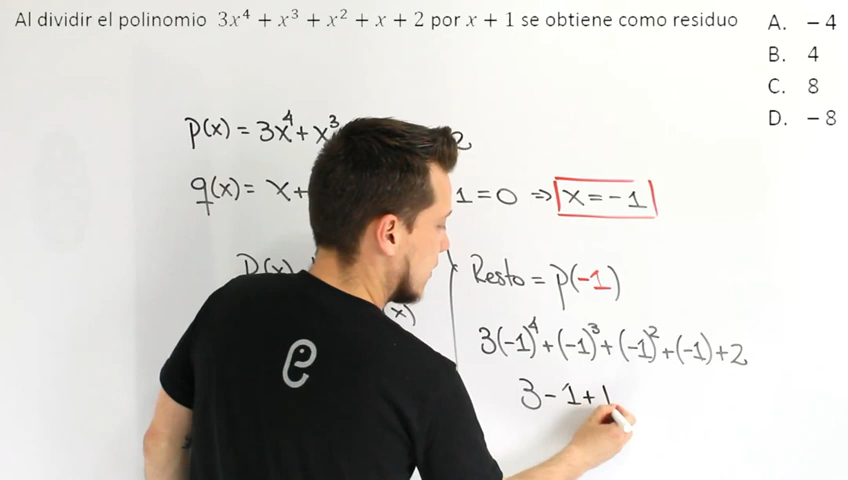 Al dividir el polinomio 3x⁴ + x³ + x² + x + 2 por x + 1 se obtiene como residuo
A. – 4
B. 4
C. 8
D. – 8
p(x) = 3x⁴ + x³ 2
q(x) = x + 1 = 0 ⇒ x = -1
P(x) (x)
Resto = p(-1)
3(-1)⁴ + (-1)³ + (-1)² + (-1) + 2
3 - 1 + 1